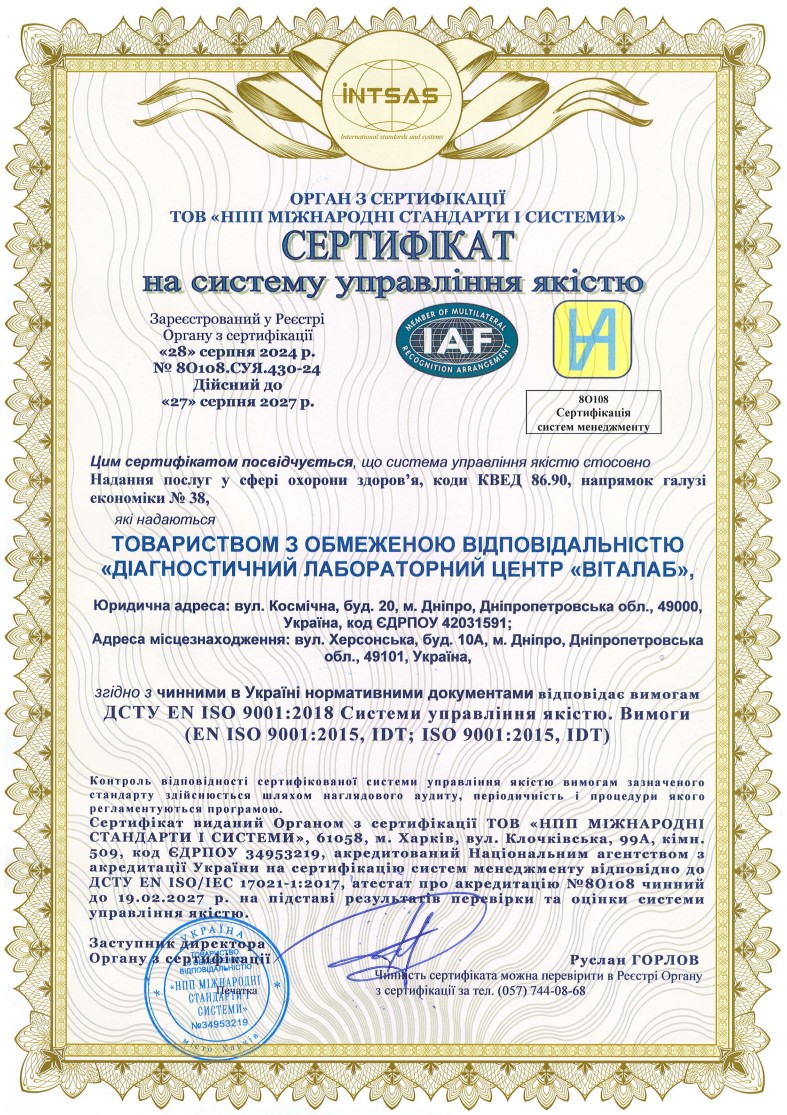 INTSAS
International standards and systems
ОРГАН З СЕРТИФІКАЦІЇ
ТОВ «НПП МІЖНАРОДНІ СТАНДАРТИ І СИСТЕМИ»
СЕРТИФІКАТ
на систему управління якістю
Зареєстрований у Реєстрі
Органу з сертифікації
«28» серпня 2024 р.
№ 8О108.СУЯ.430-24
Дійсний до
«27» серпня 2027 р.
MEMBER OF MULTILATERAL
IAF
RECOGNITION ARRANGEMENT
8О108
Сертифікація
систем менеджменту
Цим сертифікатом посвідчується, що система управління якістю стосовно
Надання послуг у сфері охорони здоров’я, коди КВЕД 86.90, напрямок галузі
економіки № 38,
які надаються
ТОВАРИСТВОМ З ОБМЕЖЕНОЮ ВІДПОВІДАЛЬНІСТЮ
«ДІАГНОСТИЧНИЙ ЛАБОРАТОРНИЙ ЦЕНТР «ВІТАЛАБ»,
Юридична адреса: вул. Космічна, буд. 20, м. Дніпро, Дніпропетровська обл., 49000,
Україна, код ЄДРПОУ 42031591;
Адреса місцезнаходження: вул. Херсонська, буд. 10А, м. Дніпро, Дніпропетровська
обл., 49101, Україна,
згідно з чинними в Україні нормативними документами відповідає вимогам
ДСТУ EN ISO 9001:2018 Системи управління якістю. Вимоги
(EN ISO 9001:2015, IDT; ISO 9001:2015, IDT)
Контроль відповідності сертифікованої системи управління якістю вимогам зазначеного
стандарту здійснюється шляхом наглядового аудиту, періодичність і процедури якого
регламентуються програмою.
Сертифікат виданий Органом з сертифікації ТОВ «НПП МІЖНАРОДНІ
СТАНДАРТИ І СИСТЕМИ», 61058, м. Харків, вул. Клочківська, 99А, кімн.
509, код ЄДРПОУ 34953219, акредитований Національним агентством з
акредитації України на сертифікацію систем менеджменту відповідно до
ДСТУ EN ISO/IEC 17021-1:2017, атестат про акредитацію №8О108 чинний
до 19.02.2027 р. на підставі результатів перевірки та оцінки системи
управління якістю.
Заступник директора
Органу з сертифікації
Руслан ГОРЛОВ
Чинність сертифіката можна перевірити в Реєстрі Органу
з сертифікації за тел. (057) 744-08-68
Печатка
УКРАЇНА
ТОВАРИСТВО
З ОБМЕЖЕНОЮ
ВІДПОВІДАЛЬНІСТЮ
«НПП МІЖНАРОДНІ
СТАНДАРТИ І
СИСТЕМИ»
№34953219
місто Харків